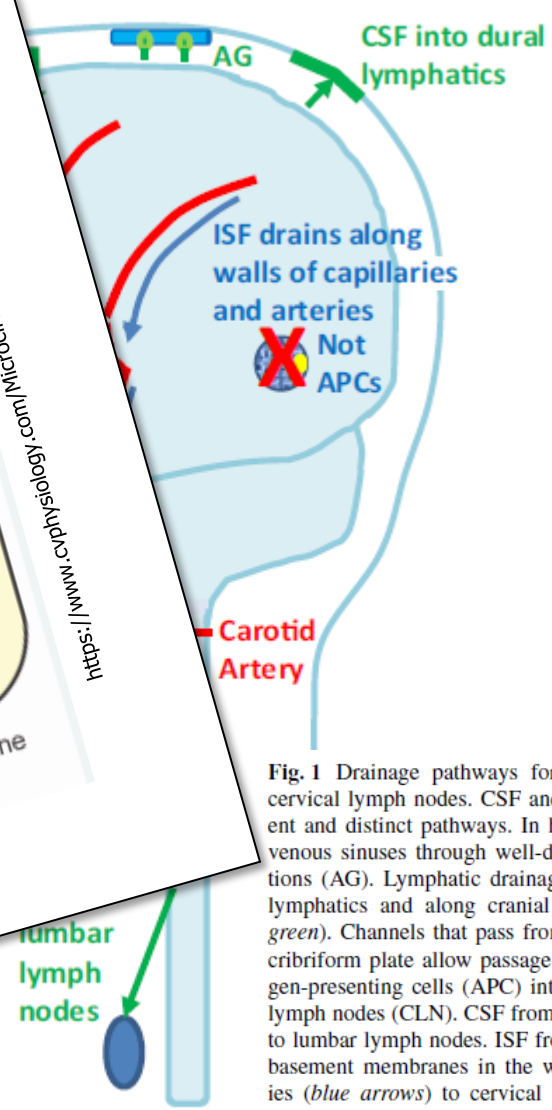 CSF into dural
lymphatics
AG
ISF drains along
walls of capillaries
and arteries
X
Not
APCs
https://www.cvphysiology.com/Microcir
Carotid
Artery
ne
lumbar
lymph
nodes
Fig. 1 Drainage pathways for
cervical lymph nodes. CSF and
ent and distinct pathways. In h
venous sinuses through well-d
tions (AG). Lymphatic drainag
lymphatics and along cranial
green). Channels that pass from
cribriform plate allow passage
gen-presenting cells (APC) int
lymph nodes (CLN). CSF from
to lumbar lymph nodes. ISF fr
basement membranes in the w
ies (blue arrows) to cervical